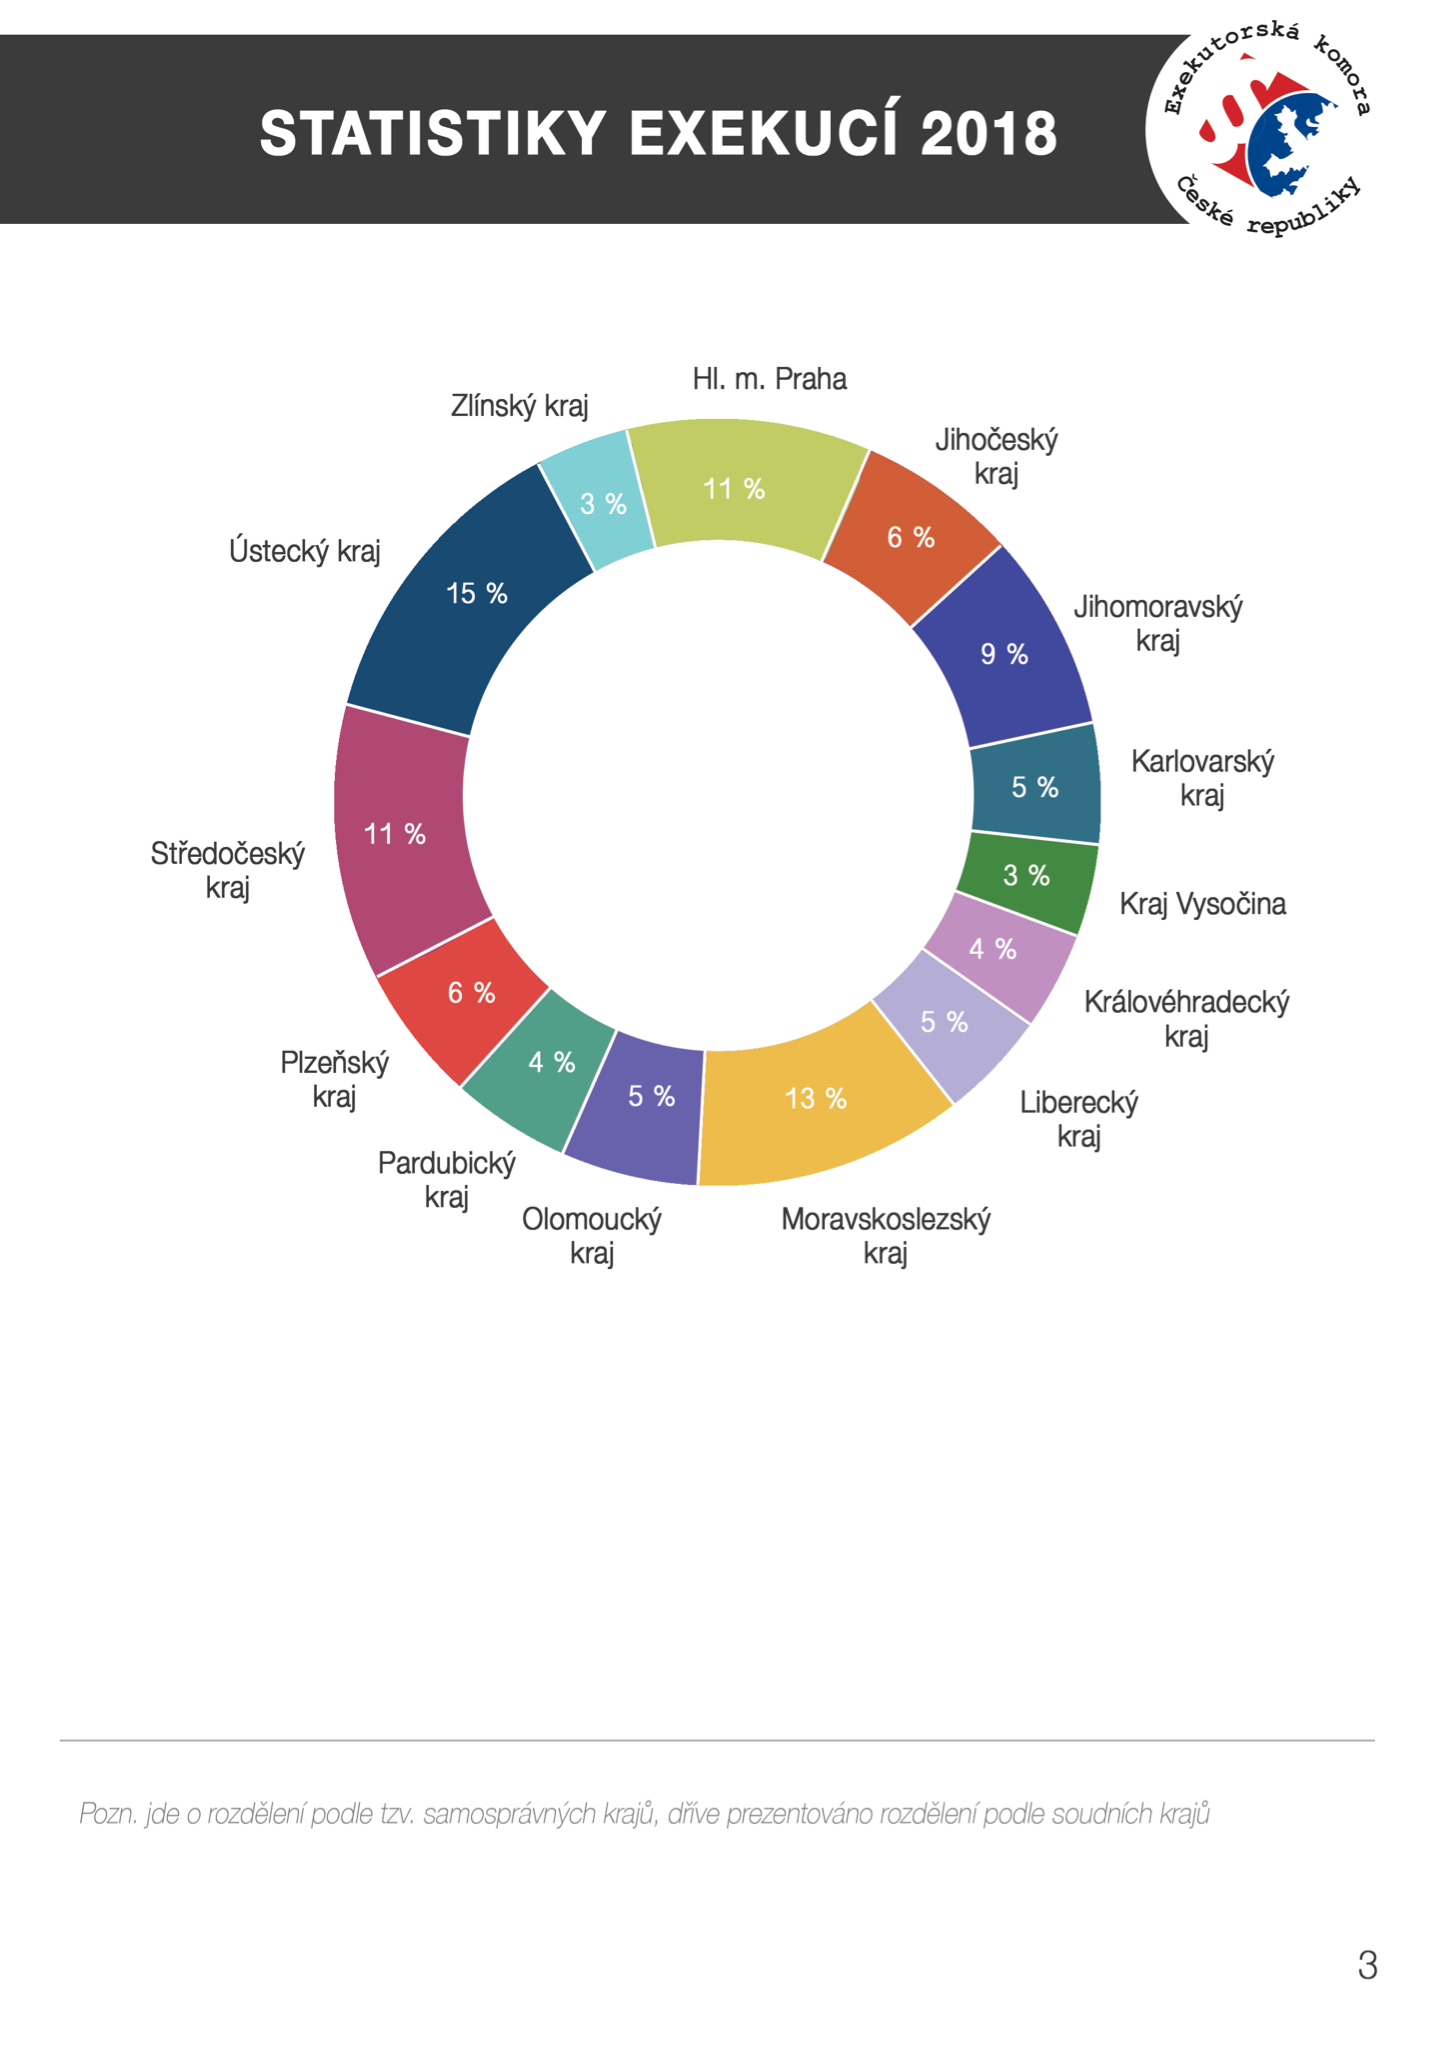 Exekutorská komora
České republiky
STATISTIKY EXEKUCÍ 2018
Hl. m. Praha
11 %
Jihočeský
kraj
6 %
Jihomoravský
kraj
9 %
Karlovarský
kraj
5 %
Kraj Vysočina
3 %
Královéhradecký
kraj
4 %
Liberecký
kraj
5 %
Moravskoslezský
kraj
13 %
Olomoucký
kraj
5 %
Pardubický
kraj
4 %
Plzeňský
kraj
6 %
Středočeský
kraj
11 %
Ústecký kraj
15 %
Zlínský kraj
3 %
Pozn. jde o rozdělení podle tzv. samosprávných krajů, dříve prezentováno rozdělení podle soudních krajů
3